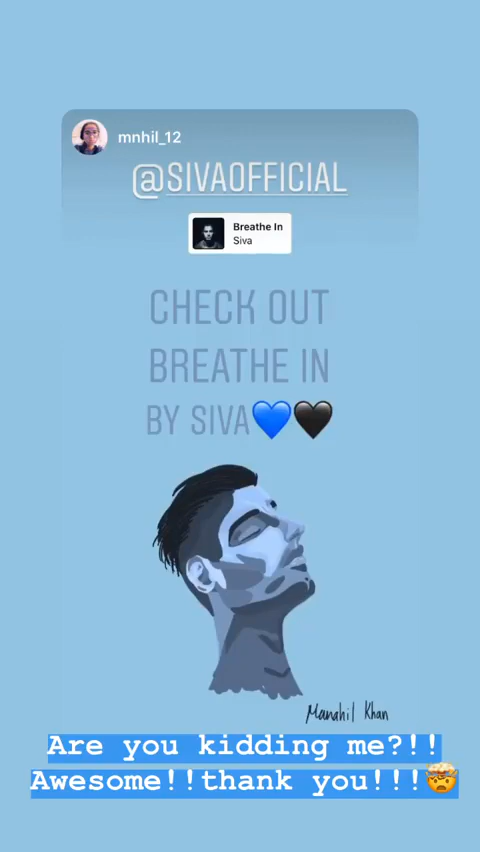 mnhil_12
@SIVAOFFICIAL
Breathe In
Siva
CHECK OUT
BREATHE IN
BY SIVA💙🖤
Manahil Khan
Are you kidding me?!!
Awesome!!thank you!!!🤯